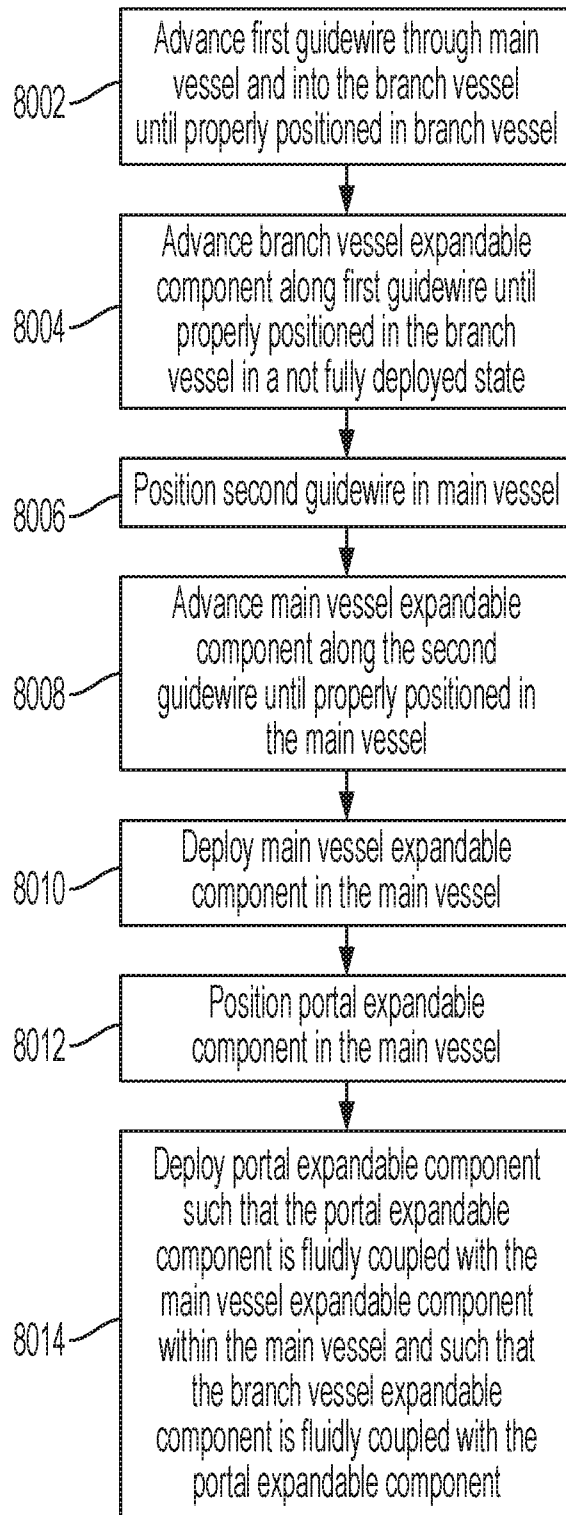 Advance first guidewire through main
vessel and into the branch vessel
until properly positioned in branch vessel
8002
Advance branch vessel expandable
component along first guidewire until
properly positioned in the branch
vessel in a not fully deployed state
8004
Position second guidewire in main vessel
8006
Advance main vessel expandable
component along the second
guidewire until properly positioned in
the main vessel
8008
Deploy main vessel expandable
component in the main vessel
8010
Position portal expandable
component in the main vessel
8012
Deploy portal expandable component
such that the portal expandable
component is fluidly coupled with the
main vessel expandable component
within the main vessel and such that
the branch vessel expandable
component is fluidly coupled with the
portal expandable component
8014